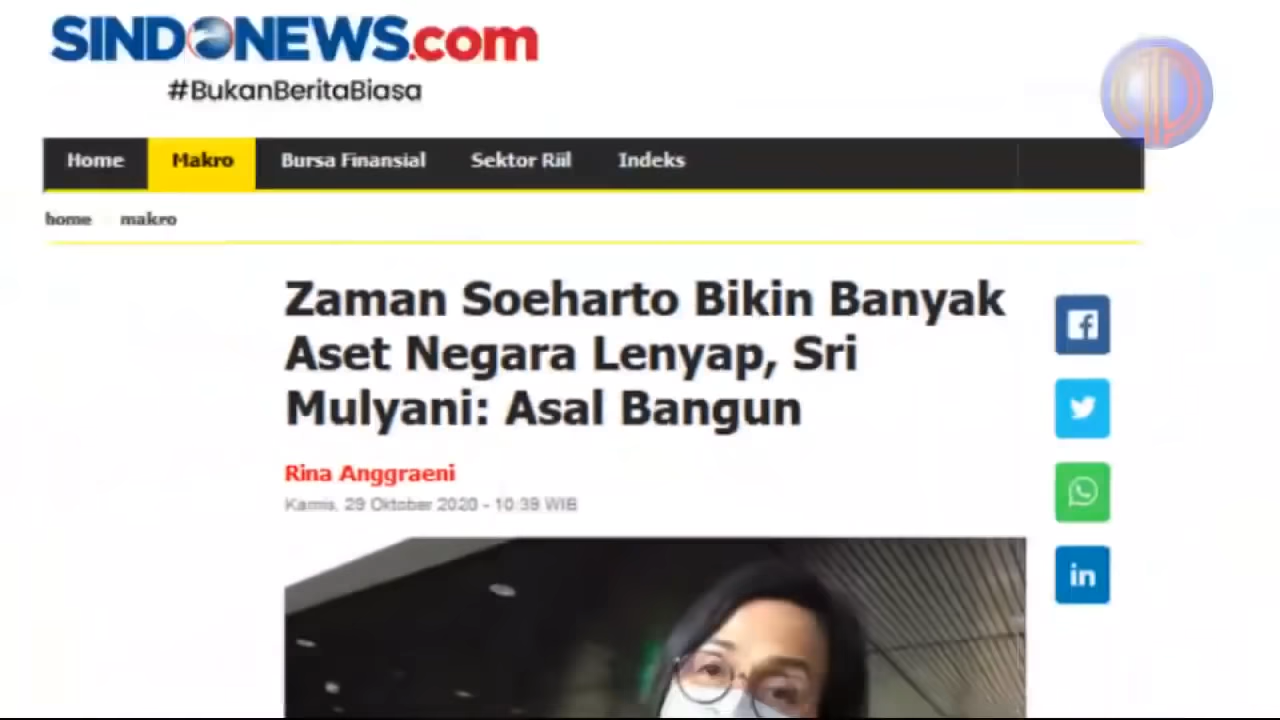 SINDONEWS.com
#BukanBeritaBiasa
Home Makro Bursa Finansial Sektor Riil Indeks
home makro
Zaman Soeharto Bikin Banyak
Aset Negara Lenyap, Sri
Mulyani: Asal Bangun
Rina Anggraeni
Kamis, 29 Oktober 2020 - 10:39 WIB